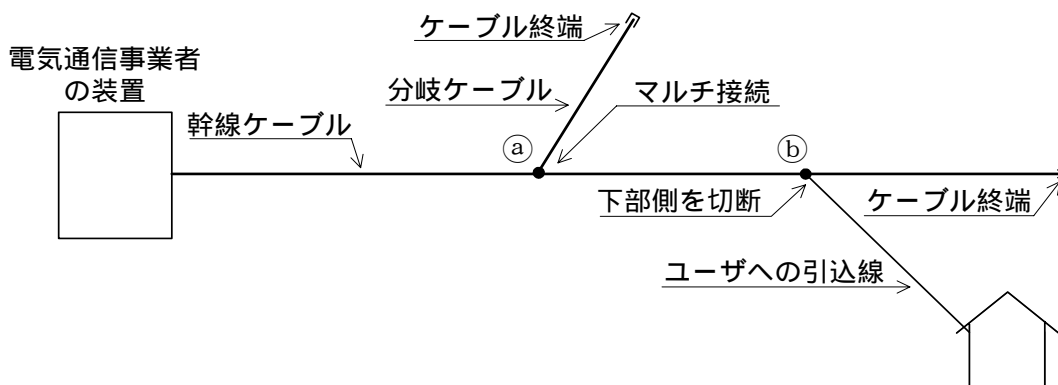 ケーブル終端
電気通信事業者
の装置
分岐ケーブル
マルチ接続
幹線ケーブル
ⓐ
ⓑ
下部側を切断
ケーブル終端
ユーザへの引込線